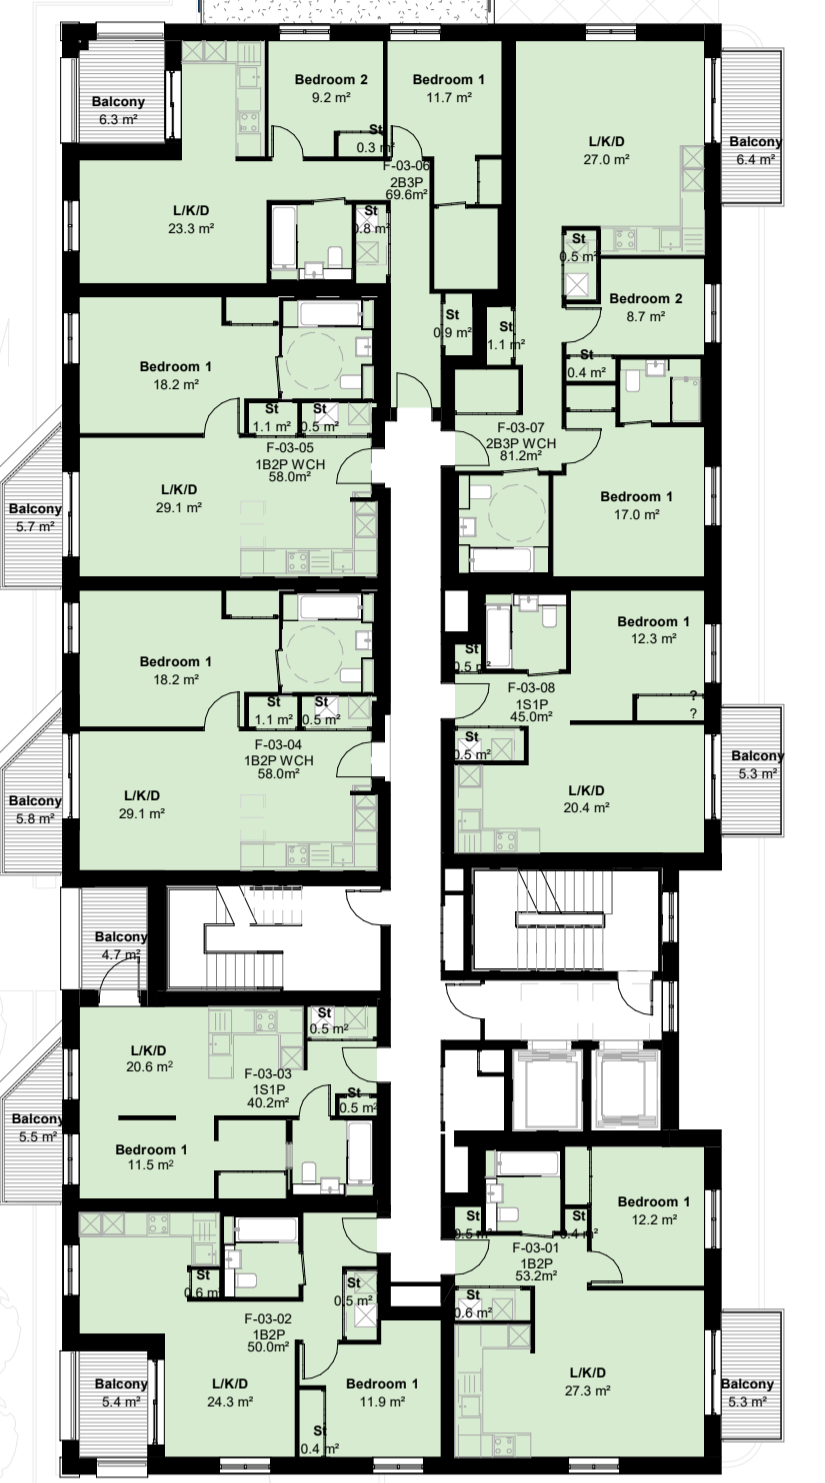 Balcony
6.3 m²
Bedroom 2
9.2 m²
Bedroom 1
11.7 m²
St
0.3 m²
F-03-06
2B3P
69.6m²
L/K/D
23.3 m²
St
0.8 m²
St
0.9 m²
L/K/D
27.0 m²
Balcony
6.4 m²
St
0.5 m²
Bedroom 2
8.7 m²
St
1.1 m²
St
0.4 m²
F-03-07
2B3P WCH
81.2m²
Bedroom 1
17.0 m²
Bedroom 1
18.2 m²
St
1.1 m²
St
0.5 m²
F-03-05
1B2P WCH
58.0m²
L/K/D
29.1 m²
Balcony
5.7 m²
Bedroom 1
18.2 m²
St
1.1 m²
St
0.5 m²
F-03-04
1B2P WCH
58.0m²
L/K/D
29.1 m²
Balcony
5.8 m²
Bedroom 1
12.3 m²
St
0.5 m²
F-03-08
1S1P
45.0m²
?
?
St
0.5 m²
L/K/D
20.4 m²
Balcony
5.3 m²
Balcony
4.7 m²
L/K/D
20.6 m²
St
0.5 m²
F-03-03
1S1P
40.2m²
St
0.5 m²
Balcony
5.5 m²
Bedroom 1
11.5 m²
St
0.6 m²
St
0.5 m²
F-03-02
1B2P
50.0m²
Balcony
5.4 m²
L/K/D
24.3 m²
Bedroom 1
11.9 m²
St
0.4 m²
Bedroom 1
12.2 m²
St
0.5 m²
St
0.4 m²
F-03-01
1B2P
53.2m²
St
0.6 m²
L/K/D
27.3 m²
Balcony
5.3 m²